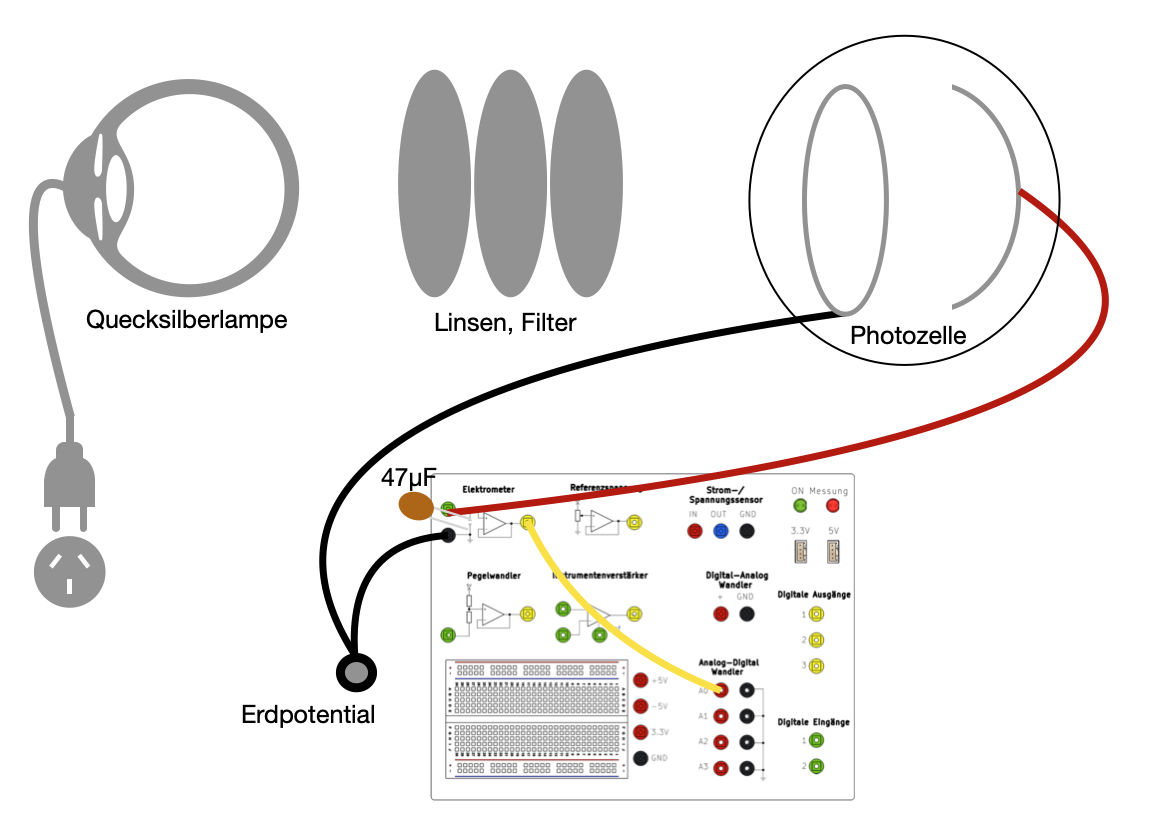 Quecksilberlampe
Linsen, Filter
Photozelle
47µF
Erdpotential
Elektrometer
Strom-/
Spannungssensor
IN OUT GND
ON Messung
3.3V 5V
Pegelwandler
Digital-Analog
Wandler
+ GND
Digitale Ausgänge
1
2
3
Analog-Digital
Wandler
A0
A1
A2
A3
+5V
-5V
3.3V
GND
Digitale Eingänge
1
2